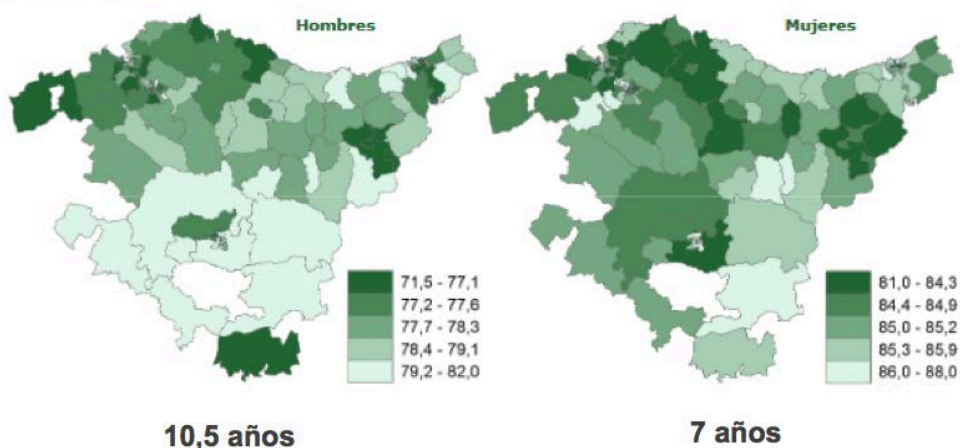 Hombres
71,5 - 77,1
77,2 - 77,6
77,7 - 78,3
78,4 - 79,1
79,2 - 82,0
10,5 años
Mujeres
81,0 - 84,3
84,4 - 84,9
85,0 - 85,2
85,3 - 85,9
86,0 - 88,0
7 años